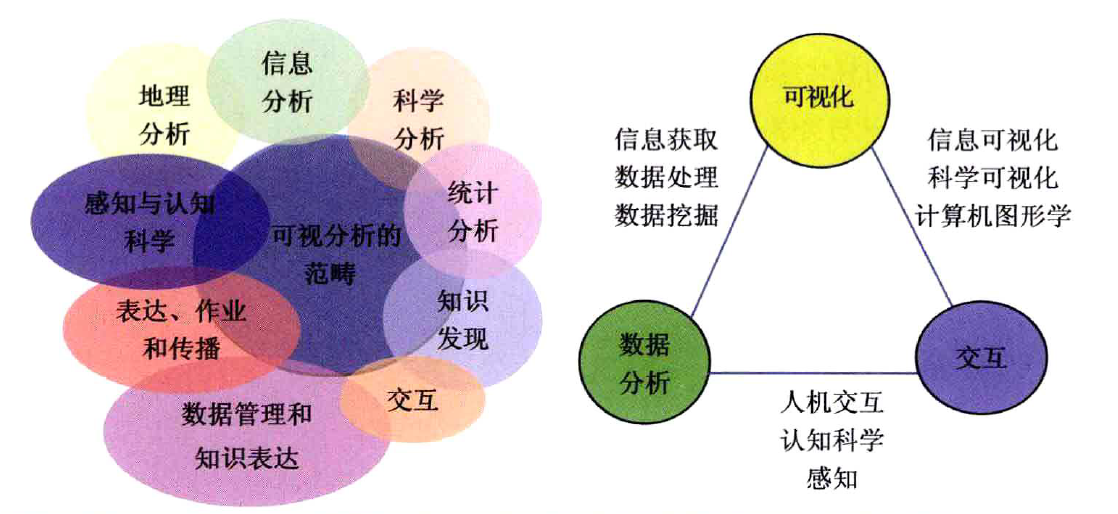 信息
分析
地理
分析
科学
分析
感知与认知
科学
统计
分析
可视分析的
范畴
表达、作业
和传播
知识
发现
交互
数据管理和
知识表达
可视化
信息获取
数据处理
数据挖掘
信息可视化
科学可视化
计算机图形学
数据
分析
交互
人机交互
认知科学
感知